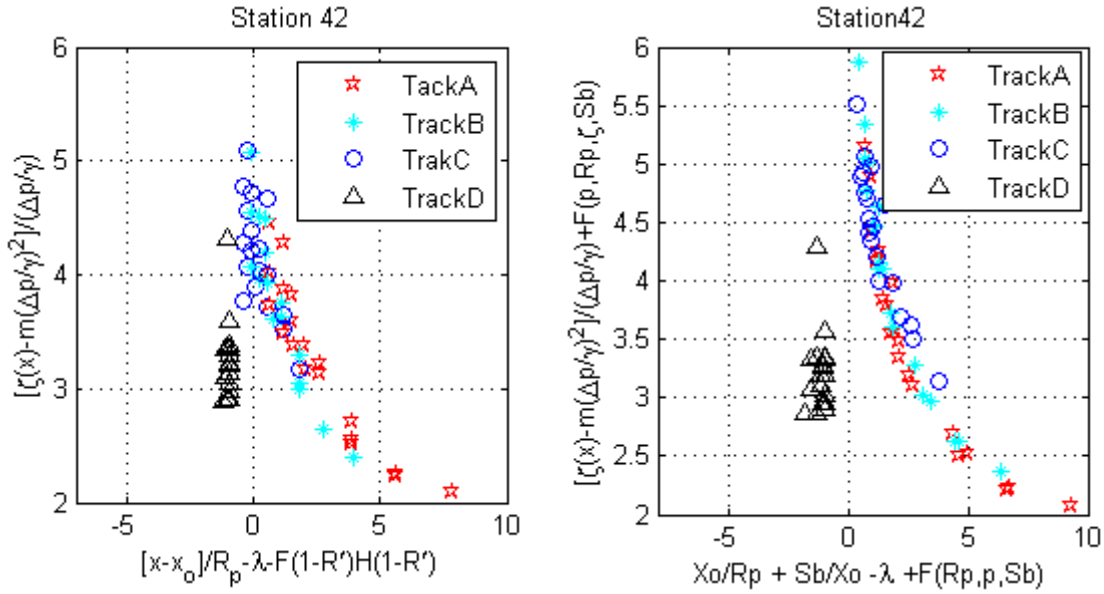 Station 42
6
5
4
3
2
-5
0
5
10
TackA
TrackB
TrakC
TrackD
[ζ(x)-m(Δp/γ)²]/(Δp/γ)
[x-xₒ]/Rₚ-λ-F(1-R′)H(1-R′)
Station42
6
5.5
5
4.5
4
3.5
3
2.5
2
-5
0
5
10
TrackA
TrackB
TrackC
TrackD
[ζ(x)-m(Δp/γ)²]/(Δp/γ)+F(p,Rp,ζ,Sb)
Xo/Rp + Sb/Xo -λ +F(Rp,p,Sb)